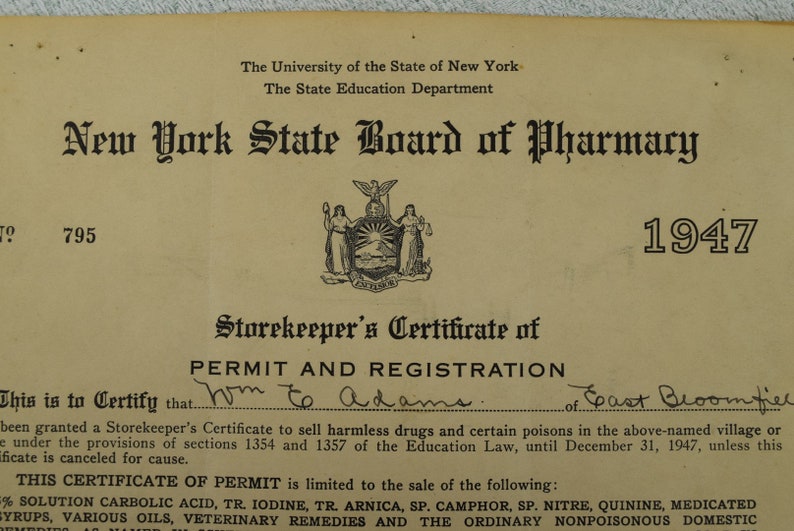 The University of the State of New York
The State Education Department
New York State Board of Pharmacy
Nº 795
1947
EXCELSIOR
Storekeeper's Certificate of
PERMIT AND REGISTRATION
This is to Certify that Wm E Adams of East Bloomfiel
been granted a Storekeeper's Certificate to sell harmless drugs and certain poisons in the above-named village or
e under the provisions of sections 1354 and 1357 of the Education Law, until December 31, 1947, unless this
ificate is canceled for cause.
THIS CERTIFICATE OF PERMIT is limited to the sale of the following:
% SOLUTION CARBOLIC ACID, TR. IODINE, TR. ARNICA, SP. CAMPHOR, SP. NITRE, QUININE, MEDICATED
SYRUPS, VARIOUS OILS, VETERINARY REMEDIES AND THE ORDINARY NONPOISONOUS DOMESTIC